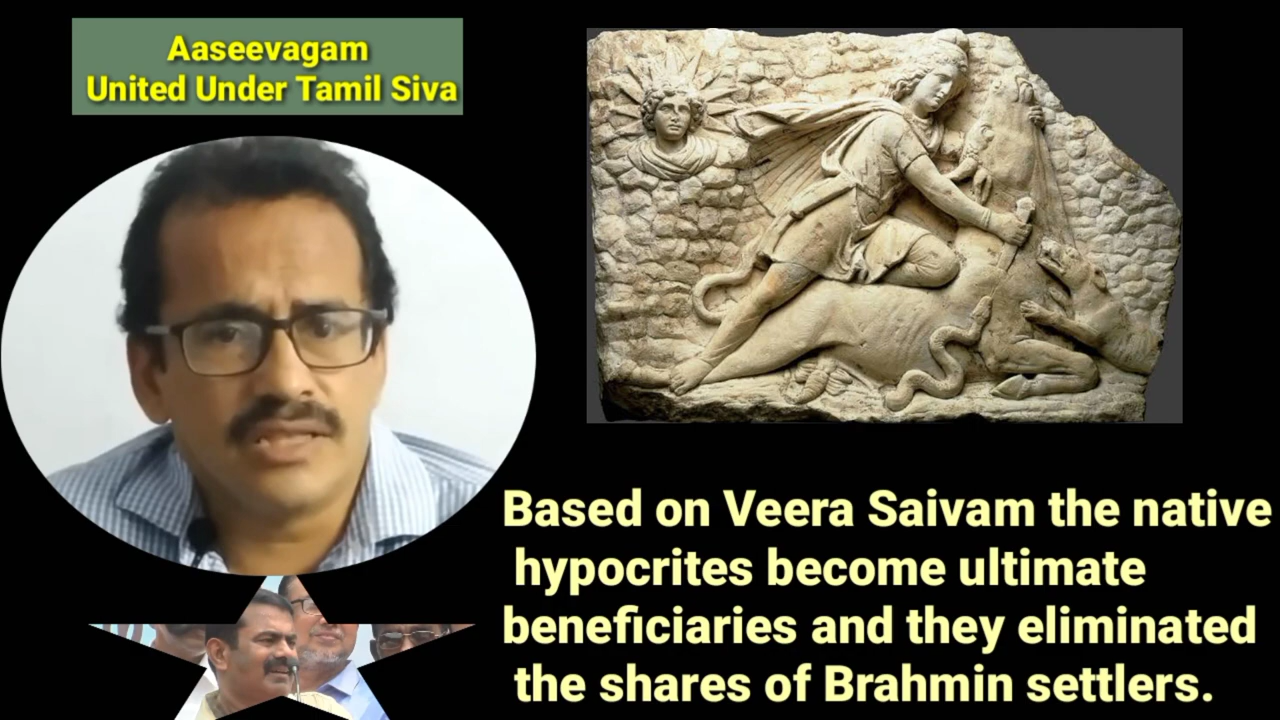 Aaseevagam
United Under Tamil Siva
Based on Veera Saivam the native
hypocrites become ultimate
beneficiaries and they eliminated
the shares of Brahmin settlers.